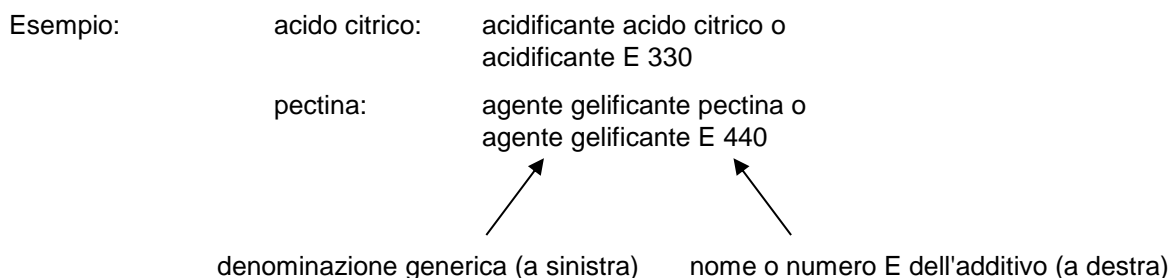 Esempio: acido citrico: acidificante acido citrico o
acidificante E 330
pectina: agente gelificante pectina o
agente gelificante E 440
denominazione generica (a sinistra) nome o numero E dell'additivo (a destra)